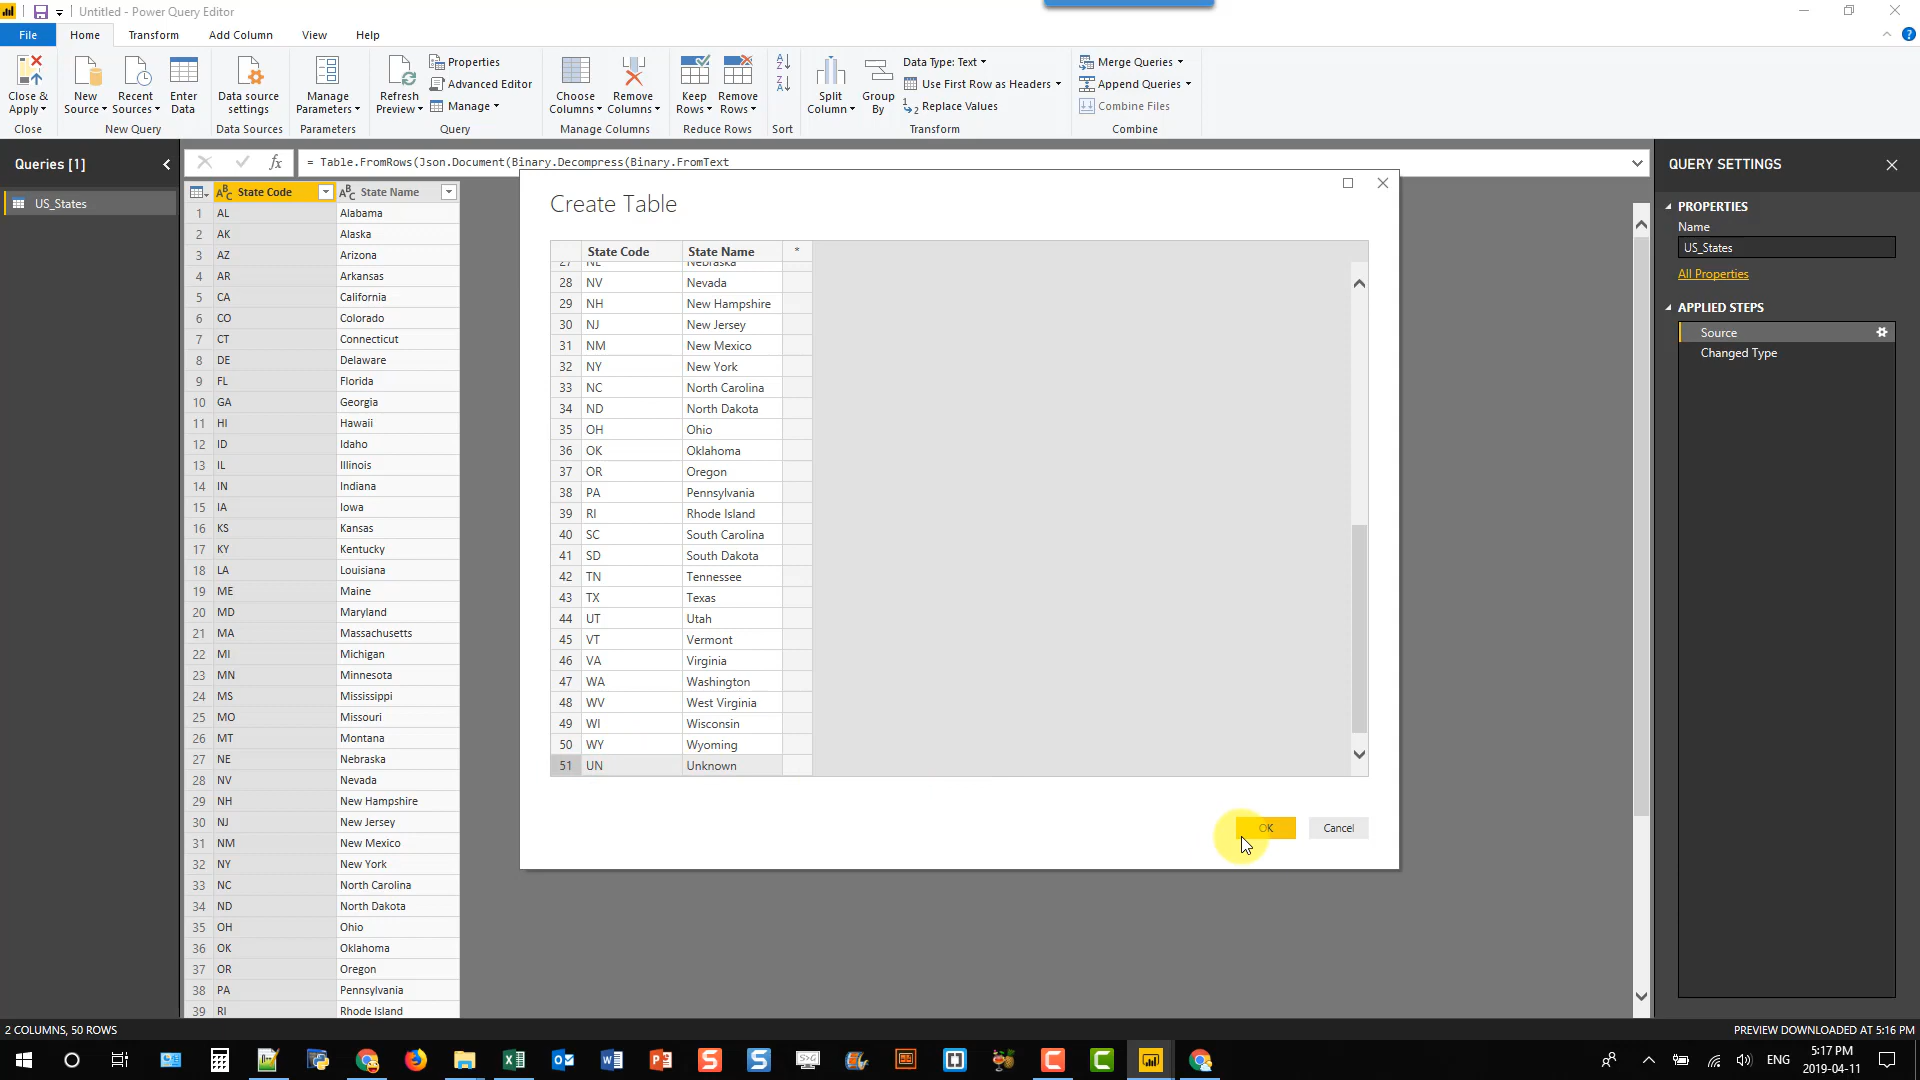 Untitled - Power Query Editor
File Home Transform Add Column View Help
Close & Apply
New Source
Recent Sources
Enter Data
Data source settings
Manage Parameters
Refresh Preview
Properties
Advanced Editor
Manage
Choose Columns
Remove Columns
Keep Rows
Remove Rows
Split Column
Group By
Data Type: Text
Use First Row as Headers
Replace Values
Merge Queries
Append Queries
Combine Files
Close New Query Data Sources Parameters Query Manage Columns Reduce Rows Sort Transform Combine
Queries [1]
US_States
= Table.FromRows(Json.Document(Binary.Decompress(Binary.FromText
State Code State Name
1 AL Alabama
2 AK Alaska
3 AZ Arizona
4 AR Arkansas
5 CA California
6 CO Colorado
7 CT Connecticut
8 DE Delaware
9 FL Florida
10 GA Georgia
11 HI Hawaii
12 ID Idaho
13 IL Illinois
14 IN Indiana
15 IA Iowa
16 KS Kansas
17 KY Kentucky
18 LA Louisiana
19 ME Maine
20 MD Maryland
21 MA Massachusetts
22 MI Michigan
23 MN Minnesota
24 MS Mississippi
25 MO Missouri
26 MT Montana
27 NE Nebraska
28 NV Nevada
29 NH New Hampshire
30 NJ New Jersey
31 NM New Mexico
32 NY New York
33 NC North Carolina
34 ND North Dakota
35 OH Ohio
36 OK Oklahoma
37 OR Oregon
38 PA Pennsylvania
39 RI Rhode Island
Create Table
State Code State Name *
27 NE Nebraska
28 NV Nevada
29 NH New Hampshire
30 NJ New Jersey
31 NM New Mexico
32 NY New York
33 NC North Carolina
34 ND North Dakota
35 OH Ohio
36 OK Oklahoma
37 OR Oregon
38 PA Pennsylvania
39 RI Rhode Island
40 SC South Carolina
41 SD South Dakota
42 TN Tennessee
43 TX Texas
44 UT Utah
45 VT Vermont
46 VA Virginia
47 WA Washington
48 WV West Virginia
49 WI Wisconsin
50 WY Wyoming
51 UN Unknown
OK Cancel
QUERY SETTINGS
PROPERTIES
Name
US_States
All Properties
APPLIED STEPS
Source
Changed Type
2 COLUMNS, 50 ROWS
PREVIEW DOWNLOADED AT 5:16 PM
ENG
5:17 PM
2019-04-11